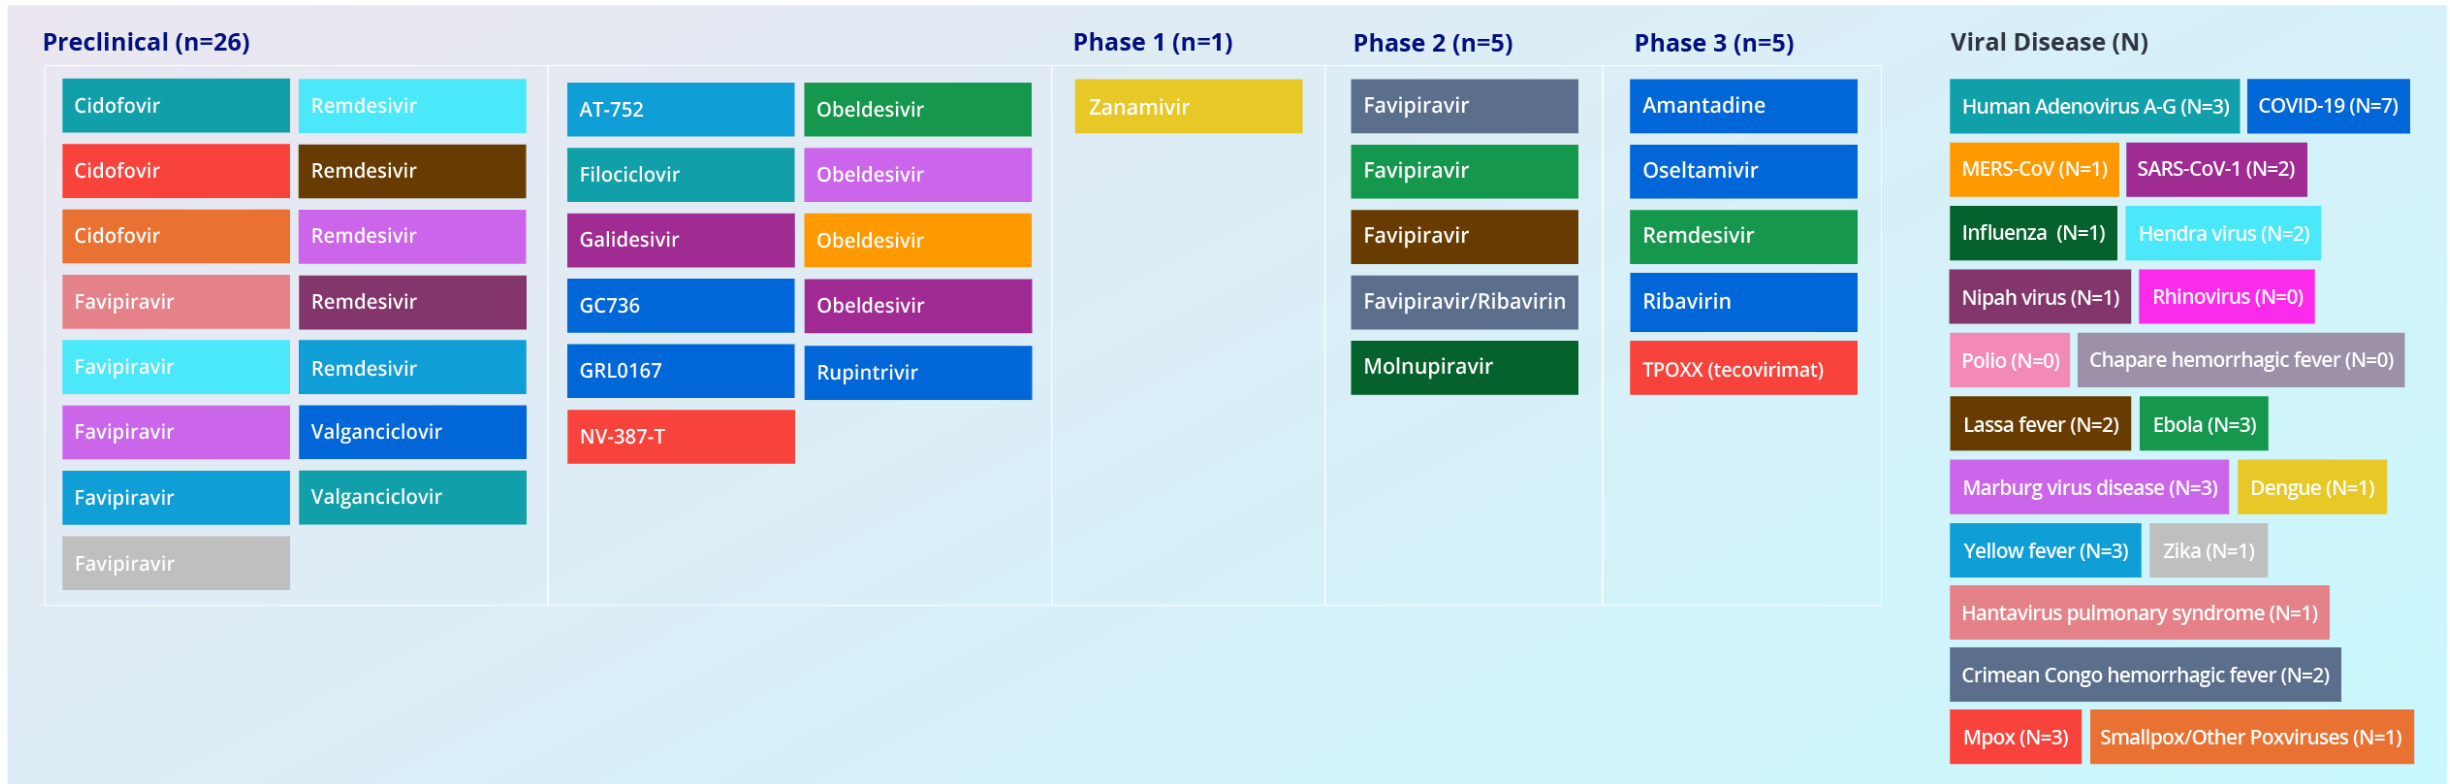 Preclinical (n=26)
Cidofovir
Remdesivir
Cidofovir
Remdesivir
Cidofovir
Remdesivir
Favipiravir
Remdesivir
Favipiravir
Remdesivir
Favipiravir
Valganciclovir
Favipiravir
Valganciclovir
Favipiravir
AT-752
Obeldesivir
Filociclovir
Obeldesivir
Galidesivir
Obeldesivir
GC736
Obeldesivir
GRL0167
Rupintrivir
NV-387-T
Phase 1 (n=1)
Zanamivir
Phase 2 (n=5)
Favipiravir
Favipiravir
Favipiravir
Favipiravir/Ribavirin
Molnupiravir
Phase 3 (n=5)
Amantadine
Oseltamivir
Remdesivir
Ribavirin
TPOXX (tecovirimat)
Viral Disease (N)
Human Adenovirus A-G (N=3)
COVID-19 (N=7)
MERS-CoV (N=1)
SARS-CoV-1 (N=2)
Influenza (N=1)
Hendra virus (N=2)
Nipah virus (N=1)
Rhinovirus (N=0)
Polio (N=0)
Chapare hemorrhagic fever (N=0)
Lassa fever (N=2)
Ebola (N=3)
Marburg virus disease (N=3)
Dengue (N=1)
Yellow fever (N=3)
Zika (N=1)
Hantavirus pulmonary syndrome (N=1)
Crimean Congo hemorrhagic fever (N=2)
Mpox (N=3)
Smallpox/Other Poxviruses (N=1)